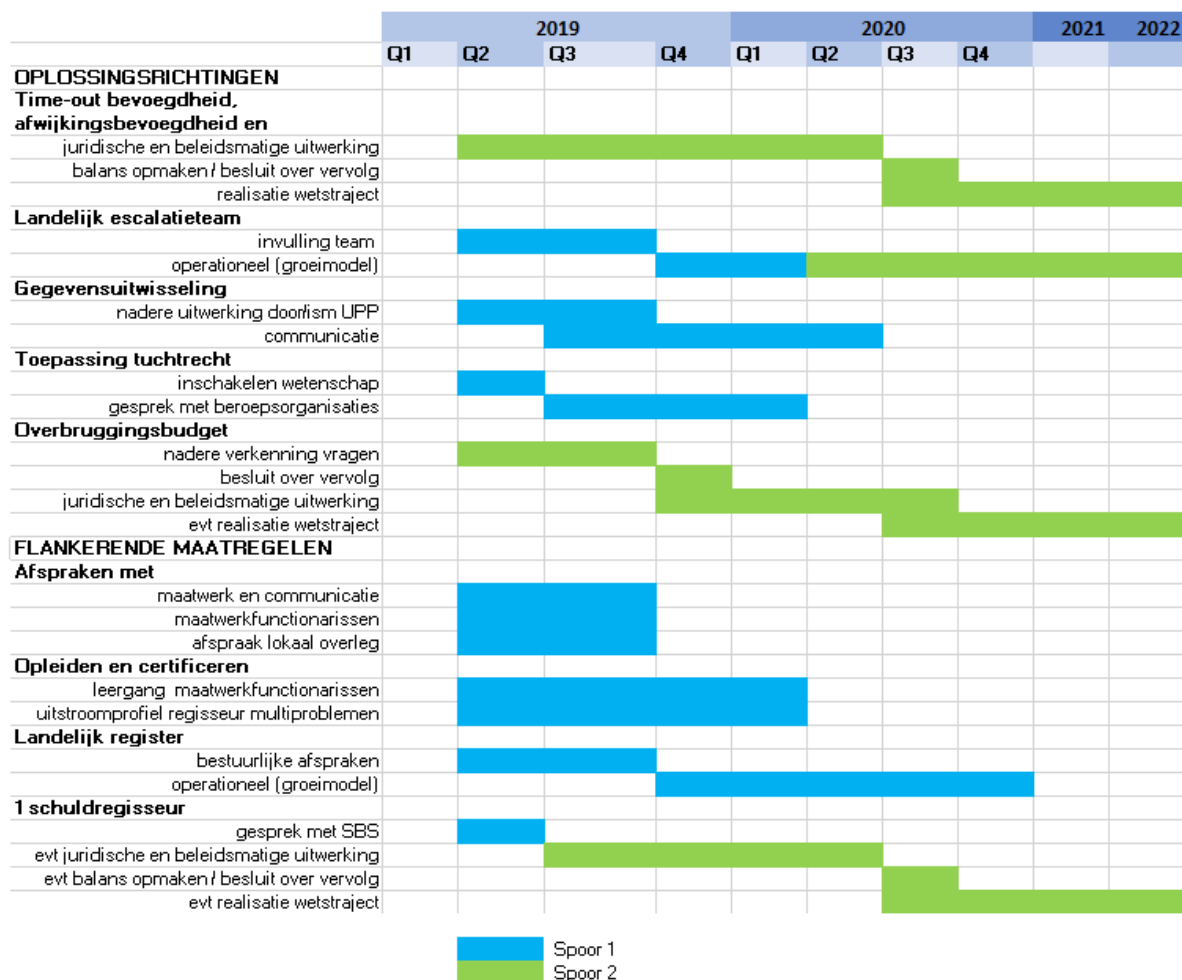 2019 2020 2021 2022
Q1 Q2 Q3 Q4 Q1 Q2 Q3 Q4
OPLOSSINGSRICHTINGEN
Time-out bevoegdheid,
afwijkingsbevoegdheid en
juridische en beleidsmatige uitwerking
balans opmaken / besluit over vervolg
realisatie wetstraject
Landelijk escalatieteam
invulling team
operationeel (groeimodel)
Gegevensuitwisseling
nadere uitwerking door/ism UPP
communicatie
Toepassing tuchtrecht
inschakelen wetenschap
gesprek met beroepsorganisaties
Overbruggingsbudget
nadere verkenning vragen
besluit over vervolg
juridische en beleidsmatige uitwerking
evt realisatie wetstraject
FLANKERENDE MAATREGELEN
Afspraken met
maatwerk en communicatie
maatwerkfunctionarissen
afspraak lokaal overleg
Opleiden en certificeren
leergang maatwerkfunctionarissen
uitstroomprofiel regisseur multiproblemen
Landelijk register
bestuurlijke afspraken
operationeel (groeimodel)
1 schuldregisseur
gesprek met SBS
evt juridische en beleidsmatige uitwerking
evt balans opmaken / besluit over vervolg
evt realisatie wetstraject
Spoor 1
Spoor 2